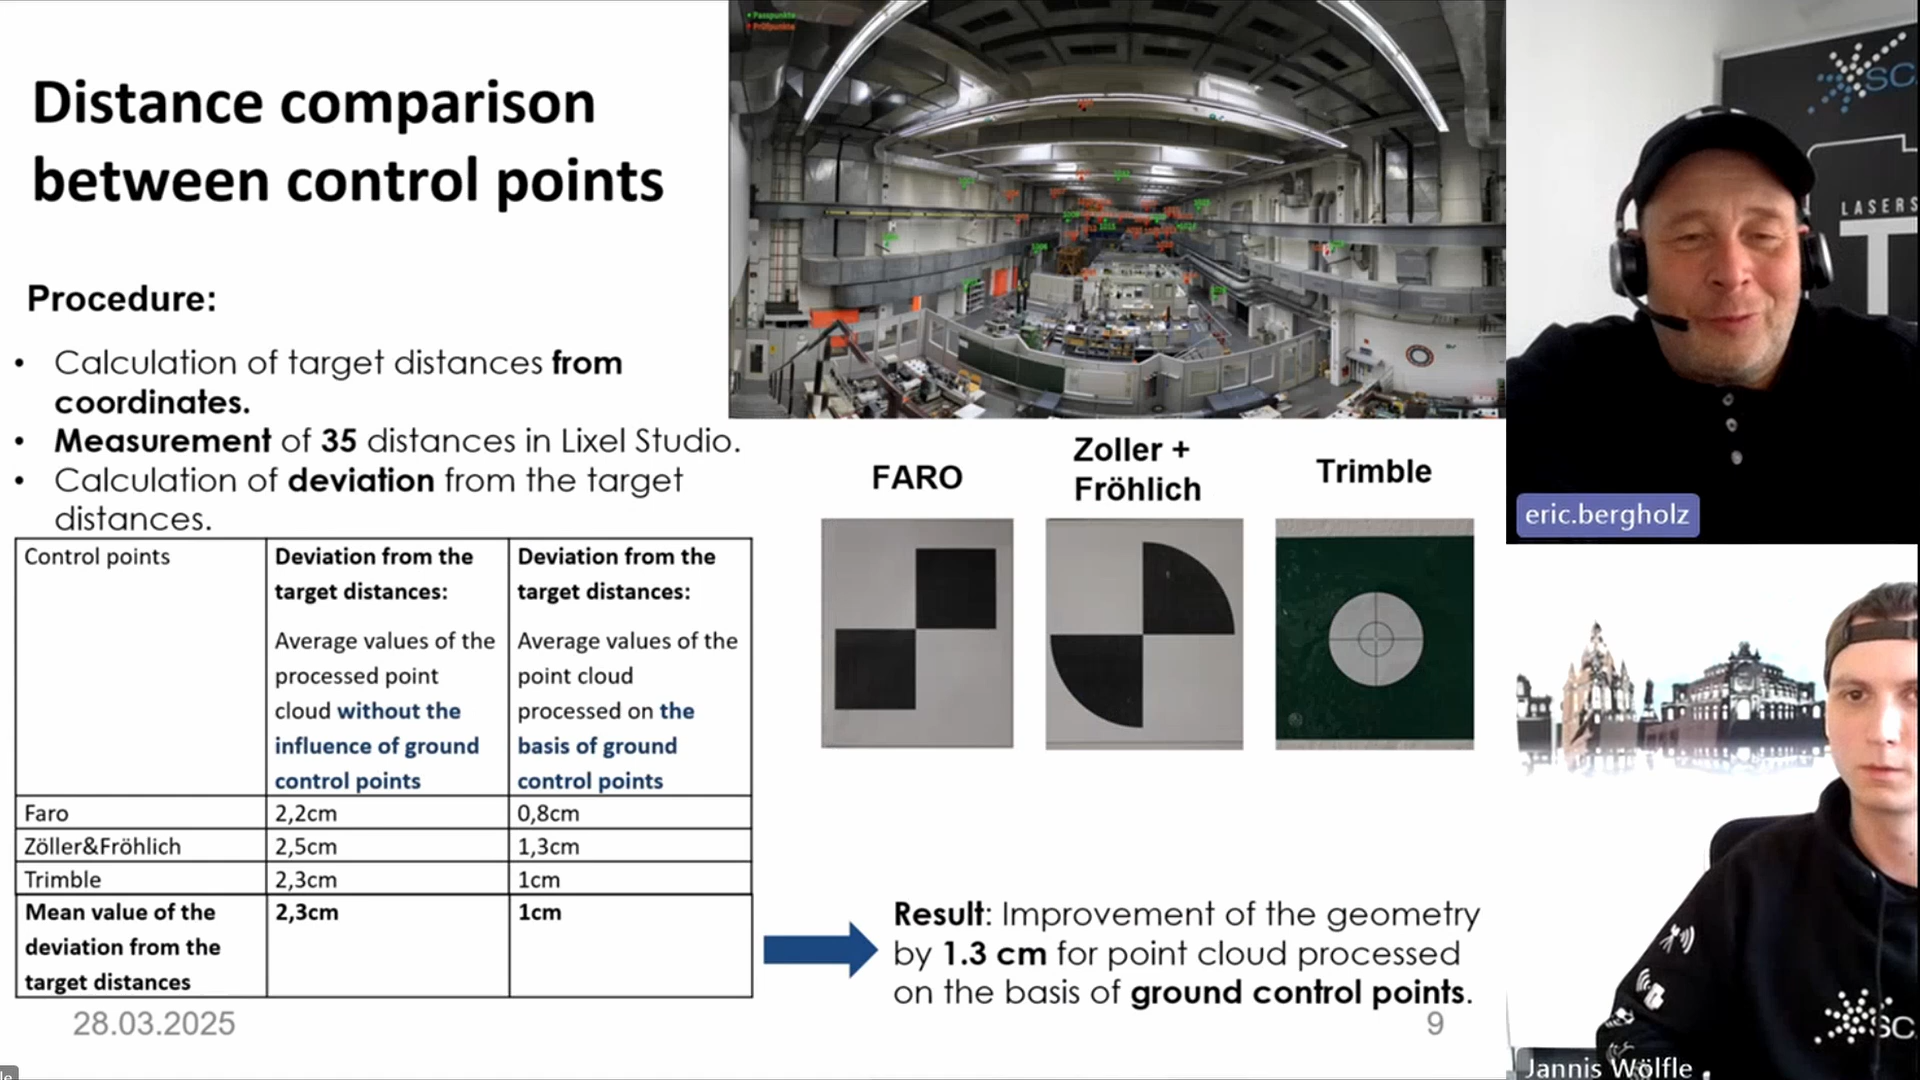 Distance comparison
between control points
Passpunkte
Prüfpunkte
Procedure:
• Calculation of target distances from
coordinates.
• Measurement of 35 distances in Lixel Studio.
• Calculation of deviation from the target
distances.
Control points
Deviation from the
target distances:
Average values of the
processed point
cloud without the
influence of ground
control points
Deviation from the
target distances:
Average values of the
point cloud
processed on the
basis of ground
control points
Faro 2,2cm 0,8cm
Zöller&Fröhlich 2,5cm 1,3cm
Trimble 2,3cm 1cm
Mean value of the
deviation from the
target distances
2,3cm 1cm
FARO
Zoller +
Fröhlich
Trimble
Result: Improvement of the geometry
by 1.3 cm for point cloud processed
on the basis of ground control points.
28.03.2025
9
SC
LASERS
eric.bergholz
SC
Jannis Wölfle